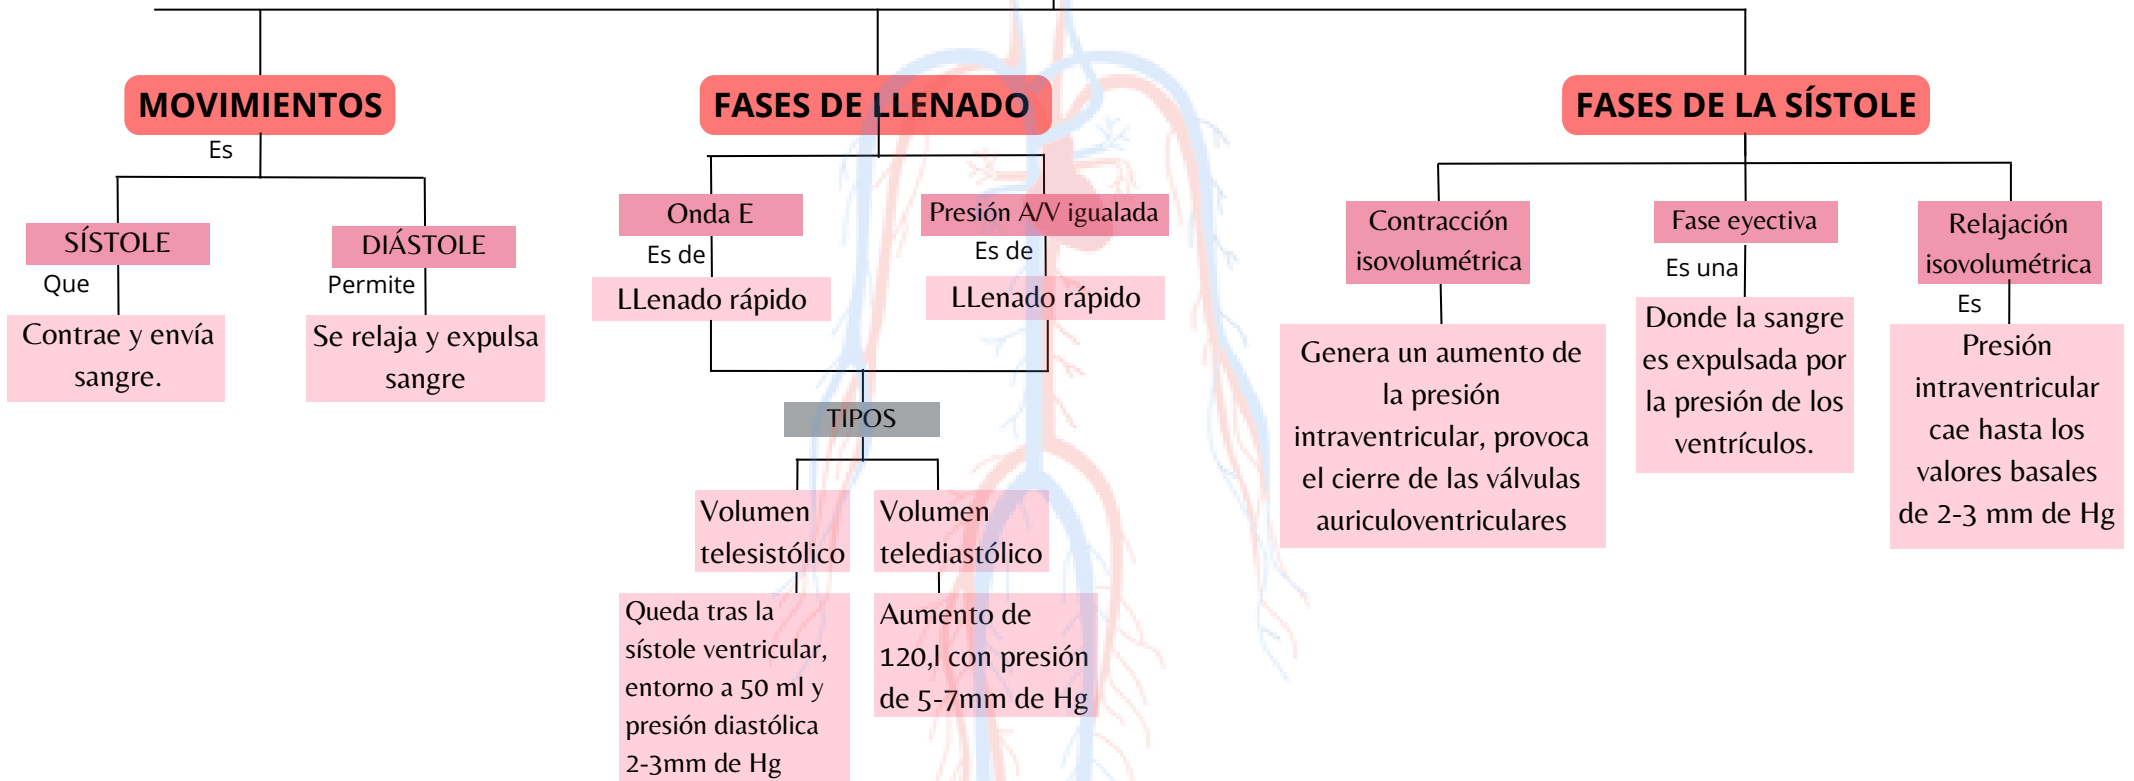 MOVIMIENTOS
Es
SÍSTOLE
Que
Contrae y envía
sangre.
DIÁSTOLE
Permite
Se relaja y expulsa
sangre
FASES DE LLENADO
Onda E
Es de
LLenado rápido
Presión A/V igualada
Es de
LLenado rápido
TIPOS
Volumen
telesistólico
Queda tras la
sístole ventricular,
entorno a 50 ml y
presión diastólica
2-3mm de Hg
Volumen
telediastólico
Aumento de
120,l con presión
de 5-7mm de Hg
FASES DE LA SÍSTOLE
Contracción
isovolumétrica
Genera un aumento de
la presión
intraventricular, provoca
el cierre de las válvulas
auriculoventriculares
Fase eyectiva
Es una
Donde la sangre
es expulsada por
la presión de los
ventrículos.
Relajación
isovolumétrica
Es
Presión
intraventricular
cae hasta los
valores basales
de 2-3 mm de Hg